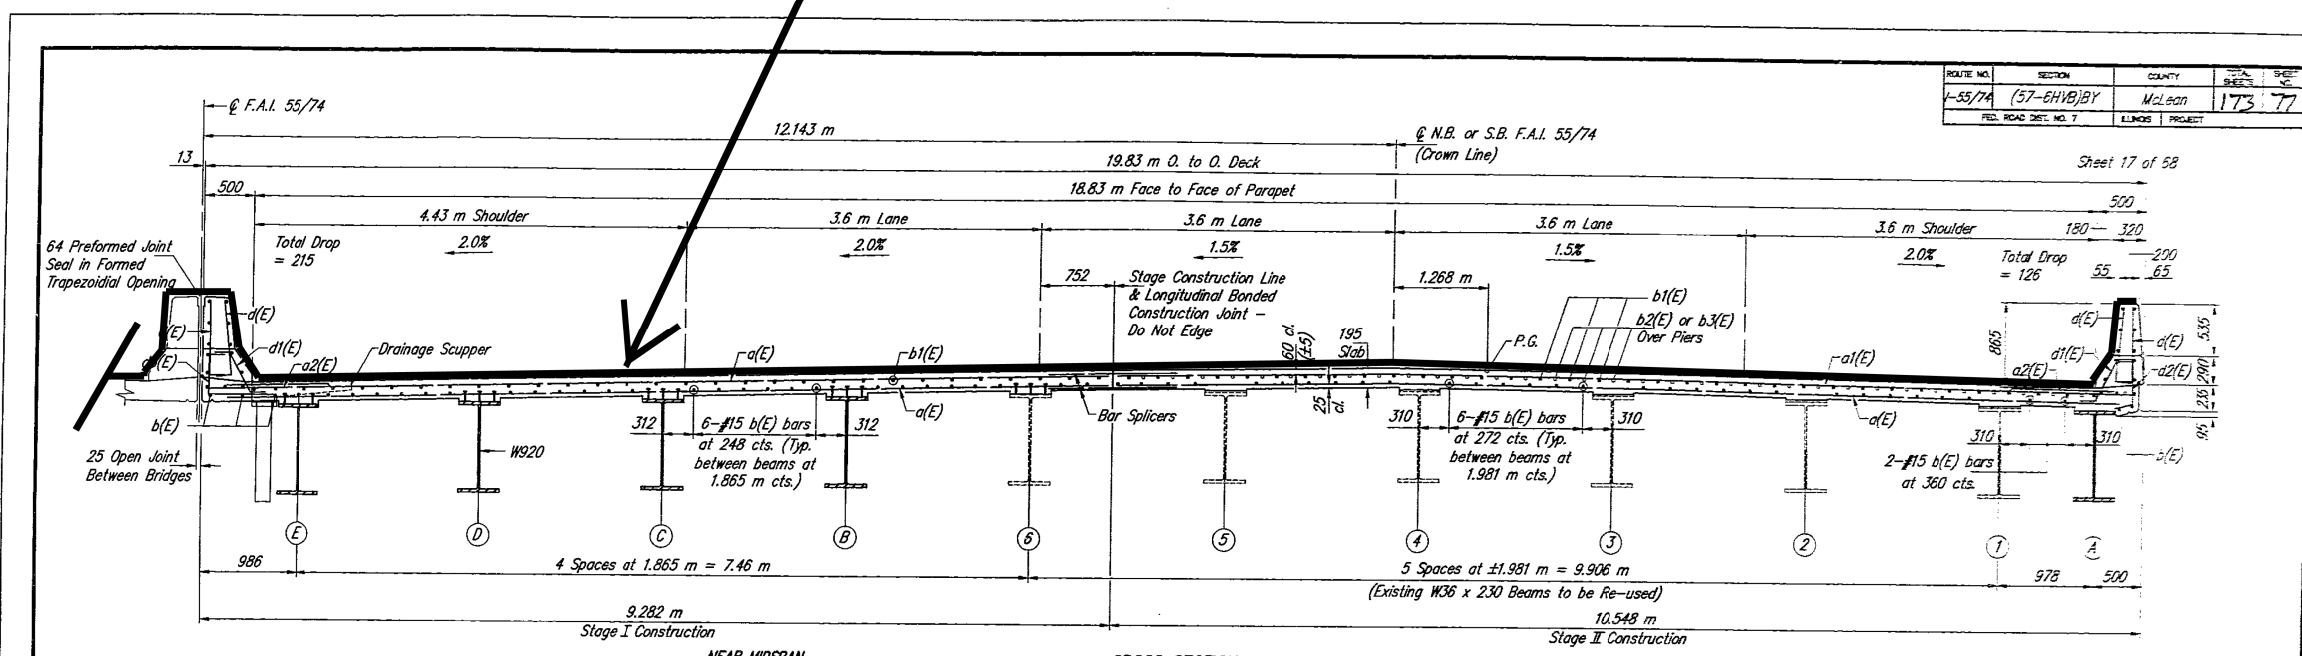 ROUTE NO. SECTION COUNTY TOTAL SHEETS SHEET NO.
I-55/74 (57-6HVB)BY McLean 173 77
FED. ROAD DIST. NO. 7 ILLINOIS PROJECT
Sheet 17 of 58
℄ F.A.I. 55/74
12.143 m
℄ N.B. or S.B. F.A.I. 55/74
(Crown Line)
13
19.83 m O. to O. Deck
500
18.83 m Face to Face of Parapet
500
4.43 m Shoulder
3.6 m Lane
3.6 m Lane
3.6 m Lane
3.6 m Shoulder
180
320
64 Preformed Joint
Seal in Formed
Trapezoidial Opening
Total Drop
= 215
2.0%
2.0%
1.5%
1.5%
2.0%
Total Drop
= 126
200
55
65
752
Stage Construction Line
& Longitudinal Bonded
Construction Joint –
Do Not Edge
1.268 m
b1(E)
b2(E) or b3(E)
Over Piers
d(E)
d1(E)
a2(E)
Drainage Scupper
a(E)
b1(E)
60 cl.
(±5)
195
Slab
P.G.
a1(E)
865
d(E)
d(E)
d1(E)
a2(E)
d2(E)
535
290
235
95
b(E)
25 Open Joint
Between Bridges
W920
312
6-#15 b(E) bars
at 248 cts. (Typ.
between beams at
1.865 m cts.)
312
a(E)
Bar Splicers
25
cl.
310
6-#15 b(E) bars
at 272 cts. (Typ.
between beams at
1.981 m cts.)
310
a(E)
310
2-#15 b(E) bars
at 360 cts.
310
b(E)
E
D
C
B
6
5
4
3
2
1
A
986
4 Spaces at 1.865 m = 7.46 m
5 Spaces at ±1.981 m = 9.906 m
(Existing W36 x 230 Beams to be Re-used)
978
500
9.282 m
Stage I Construction
10.548 m
Stage II Construction
NEAR MIDSPAN
CROSS SECTION